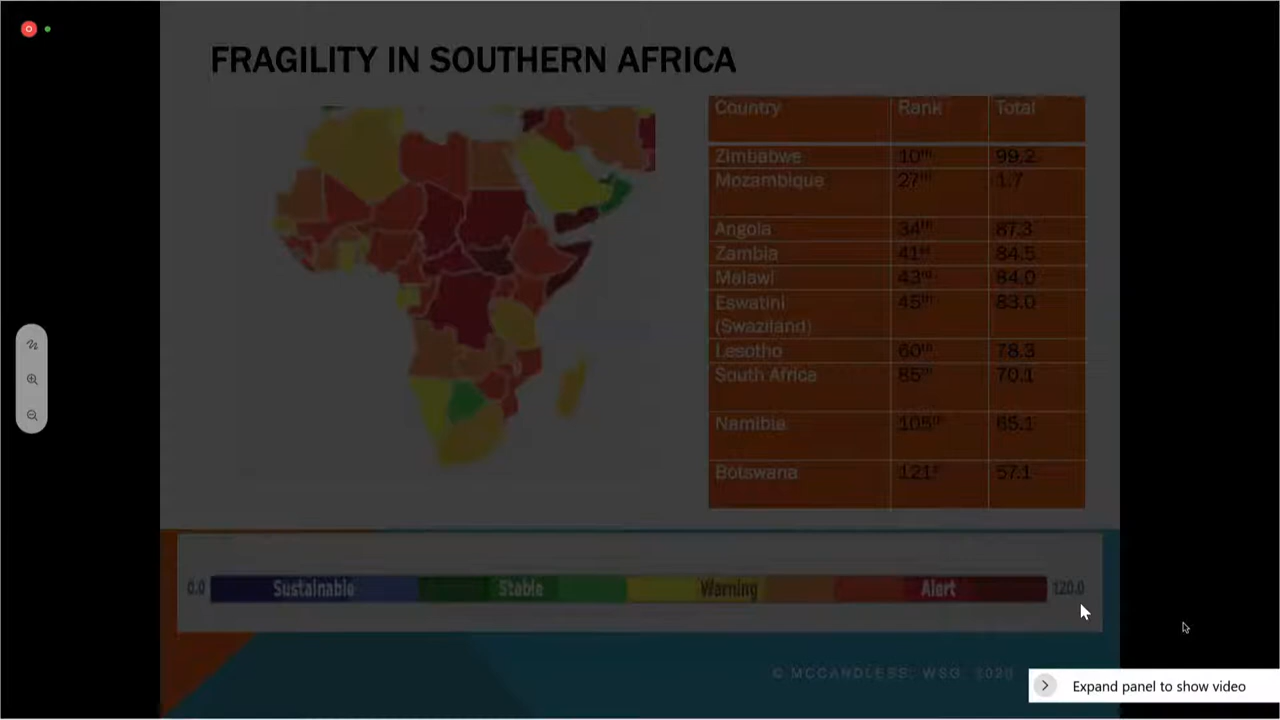 FRAGILITY IN SOUTHERN AFRICA
Country Rank Total
Zimbabwe 10th 99.2
Mozambique 27th 1.7
Angola 34th 87.3
Zambia 41st 84.5
Malawi 43rd 84.0
Eswatini 45th 83.0
(Swaziland)
Lesotho 60th 78.3
South Africa 85th 70.1
Namibia 105th 65.1
Botswana 121st 57.1
0.0 Sustainable Stable Warning Alert 120.0
© MCCANDLESS, WSG, 2020
Expand panel to show video